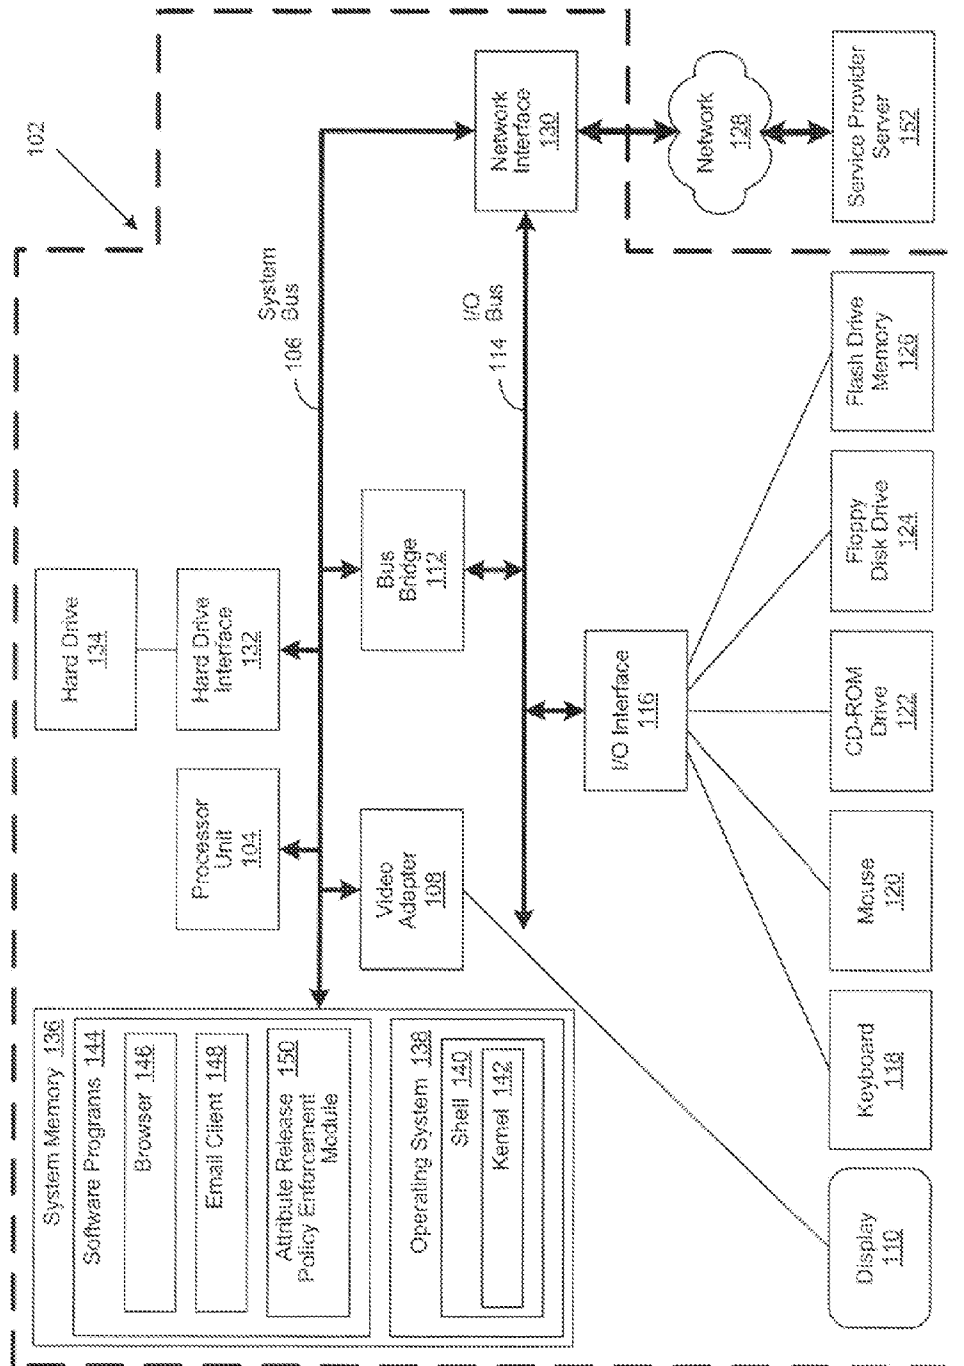 102
System Memory 136
Software Programs 144
Browser 146
Email Client 148
Attribute Release 150
Policy Enforcement
Module
Operating System 138
Shell 140
Kernel 142
Processor
Unit
104
Hard Drive
134
Hard Drive
Interface
132
System
Bus
106
Video
Adapter
108
Bus
Bridge
112
I/O
Bus
114
Network
Interface
130
I/O Interface
116
Network
128
Display
110
Keyboard
118
Mouse
120
CD-ROM
Drive
122
Floppy
Disk Drive
124
Flash Drive
Memory
126
Service Provider
Server
152